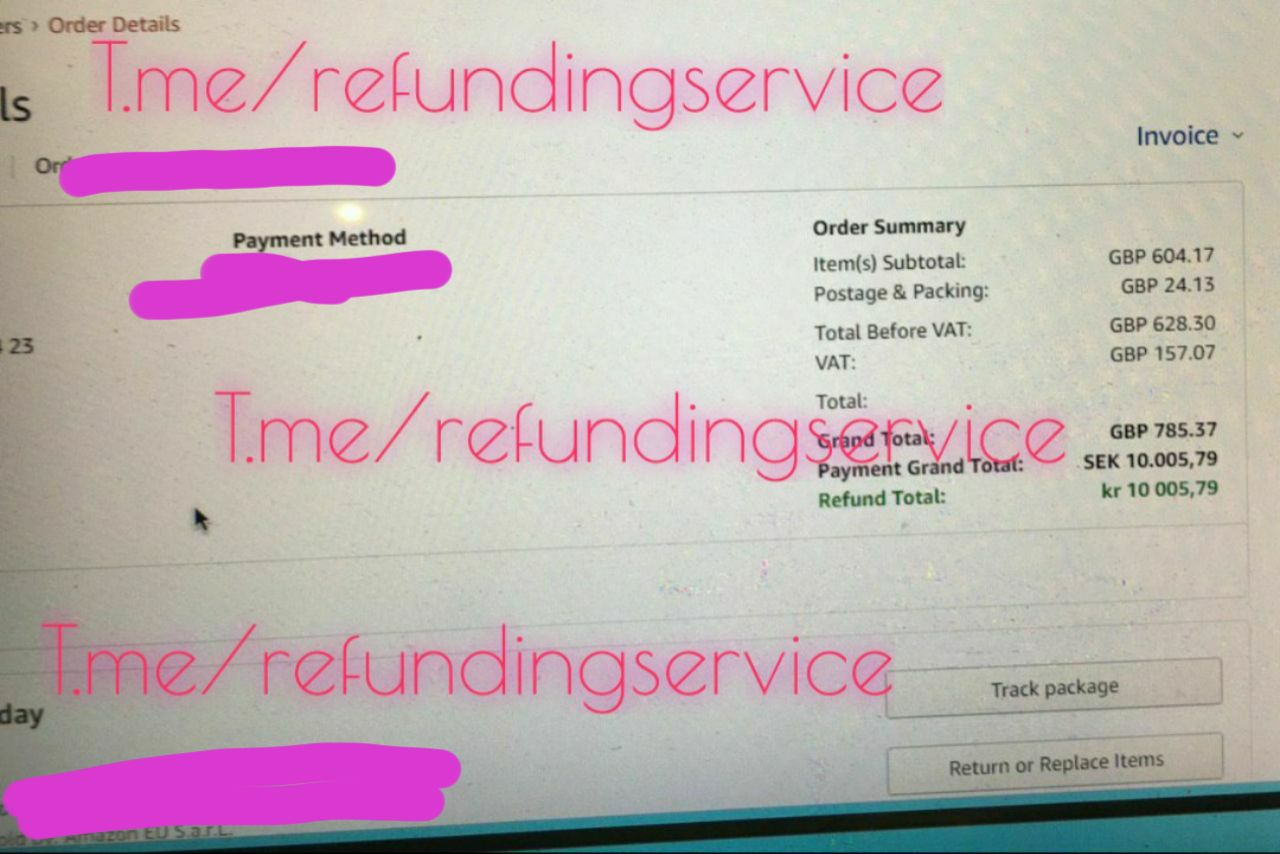 ers › Order Details
T.me/refundingservice
ls
Invoice
Payment Method
Order Summary
Item(s) Subtotal: GBP 604.17
Postage & Packing: GBP 24.13
Total Before VAT: GBP 628.30
23
VAT: GBP 157.07
Total:
T.me/refundingservice
Grand Total: GBP 785.37
Payment Grand Total: SEK 10.005,79
Refund Total: kr 10 005,79
T.me/refundingservice
Track package
day
Return or Replace Items
Amazon EU S.a.r.L.